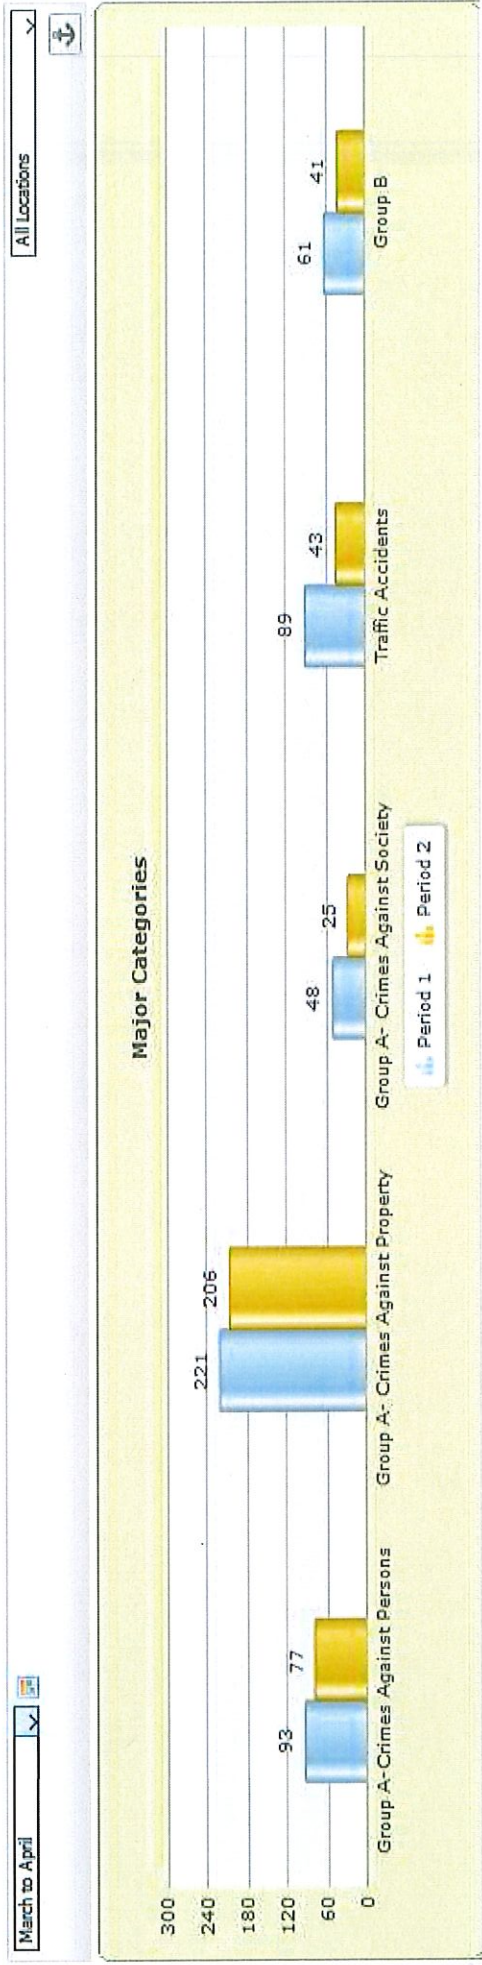 March to April
All Locations
Major Categories
300
240
180
120
60
0
93
77
221
206
48
25
89
43
61
41
Group A-Crimes Against Persons
Group A- Crimes Against Property
Group A- Crimes Against Society
Traffic Accidents
Group B
Period 1 Period 2